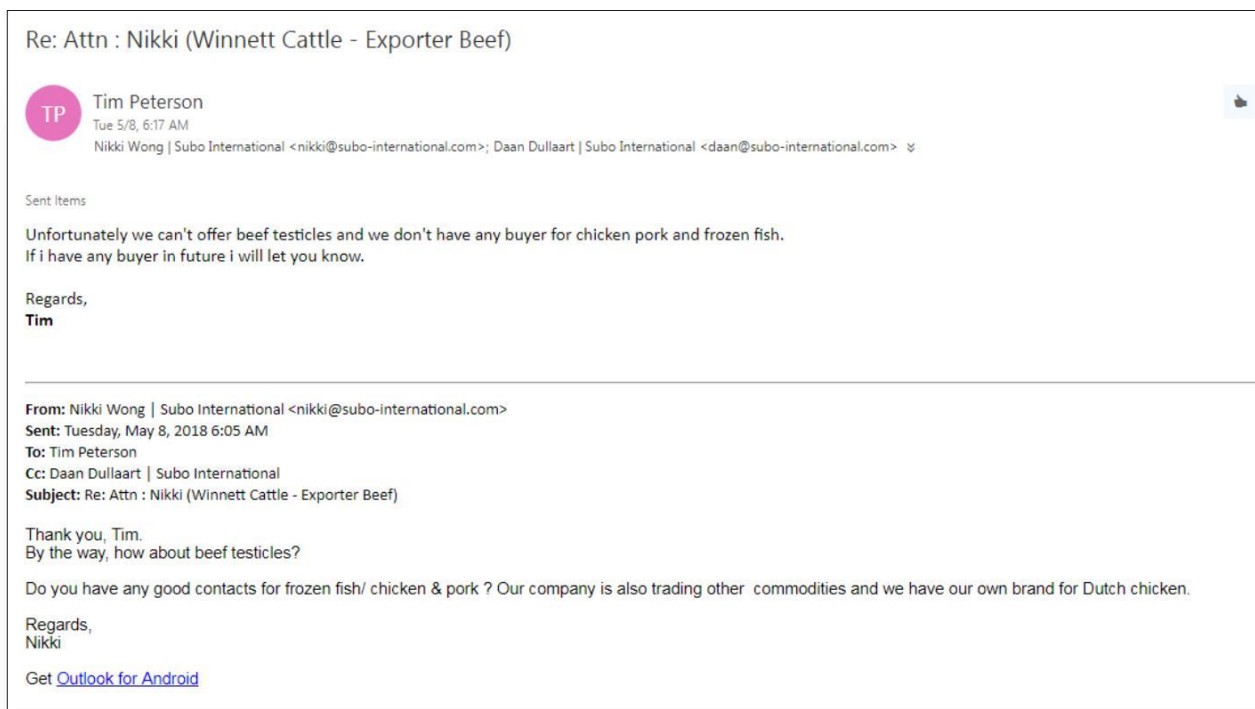 Re: Attn : Nikki (Winnett Cattle - Exporter Beef)
TP
Tim Peterson
Tue 5/8, 6:17 AM
Nikki Wong | Subo International <nikki@subo-international.com>; Daan Dullaart | Subo International <daan@subo-international.com>
Sent Items
Unfortunately we can't offer beef testicles and we don't have any buyer for chicken pork and frozen fish.
If i have any buyer in future i will let you know.
Regards,
Tim
From: Nikki Wong | Subo International <nikki@subo-international.com>
Sent: Tuesday, May 8, 2018 6:05 AM
To: Tim Peterson
Cc: Daan Dullaart | Subo International
Subject: Re: Attn : Nikki (Winnett Cattle - Exporter Beef)
Thank you, Tim.
By the way, how about beef testicles?
Do you have any good contacts for frozen fish/ chicken & pork ? Our company is also trading other  commodities and we have our own brand for Dutch chicken.
Regards,
Nikki
Get Outlook for Android